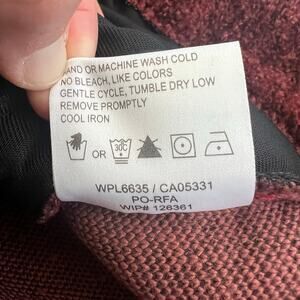 HAND OR MACHINE WASH COLD
NO BLEACH, LIKE COLORS
GENTLE CYCLE, TUMBLE DRY LOW
REMOVE PROMPTLY
COOL IRON
OR 30C
WPL6635 / CA05331
PO-RFA
WIP# 126361